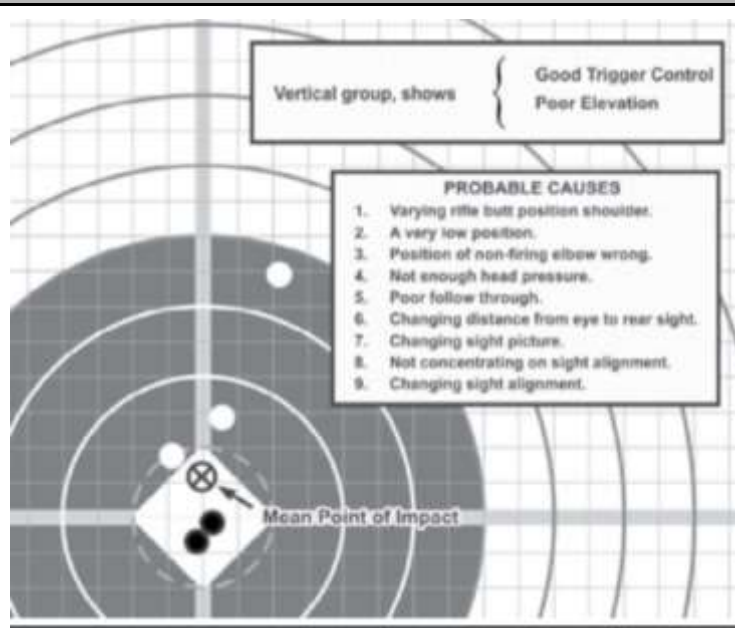 Vertical group, shows
Good Trigger Control
Poor Elevation
PROBABLE CAUSES
1. Varying rifle butt position shoulder.
2. A very low position.
3. Position of non-firing elbow wrong.
4. Not enough head pressure.
5. Poor follow through.
6. Changing distance from eye to rear sight.
7. Changing sight picture.
8. Not concentrating on sight alignment.
9. Changing sight alignment.
Mean Point of Impact